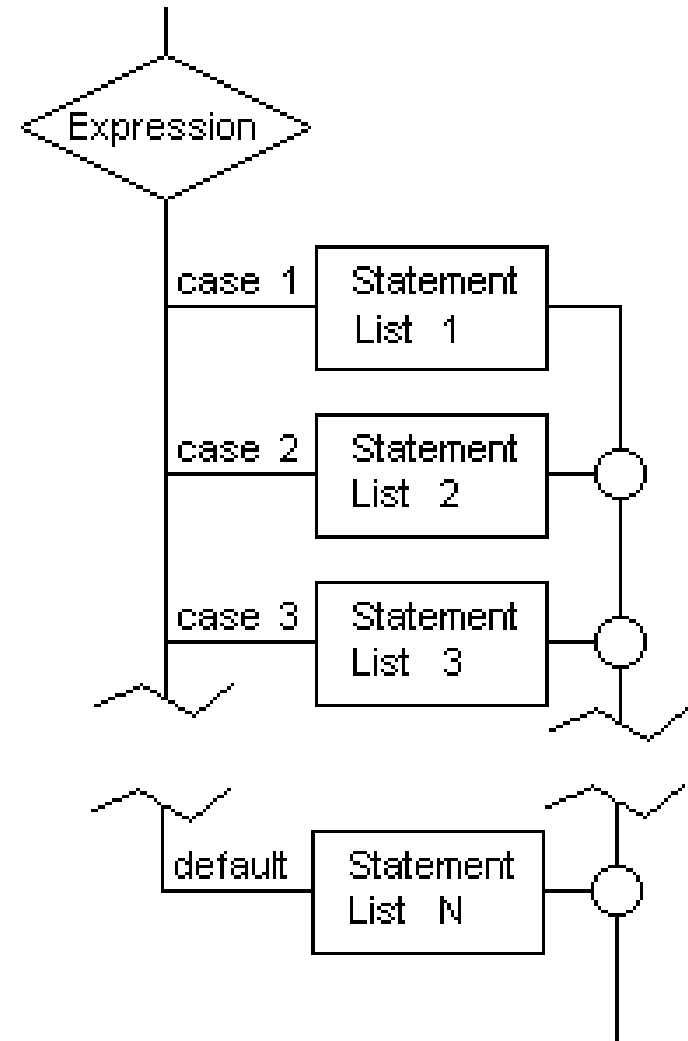 Expression
case 1
Statement
List 1
case 2
Statement
List 2
case 3
Statement
List 3
default
Statement
List N